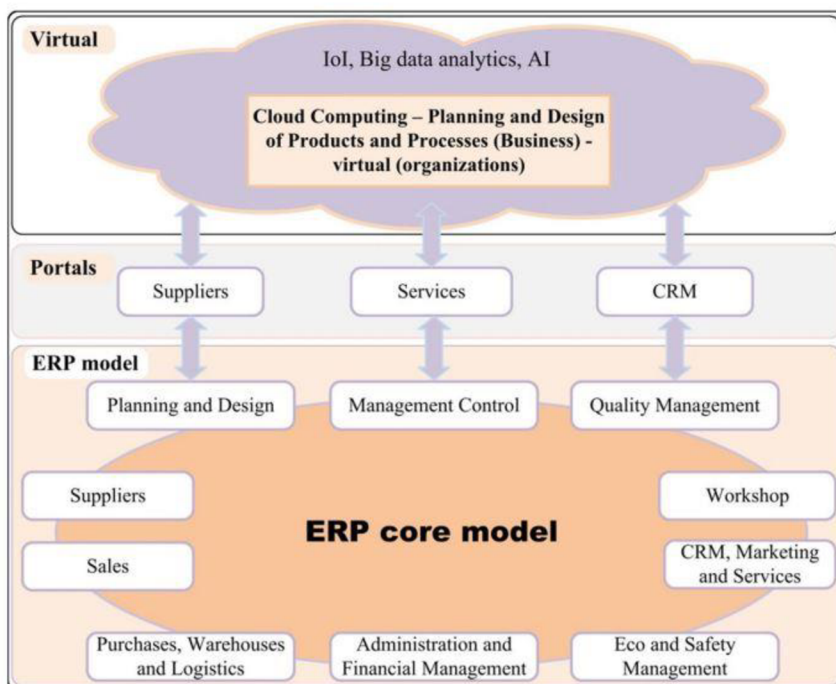 Virtual
IoI, Big data analytics, AI
Cloud Computing – Planning and Design
of Products and Processes (Business) -
virtual (organizations)
Portals
Suppliers
Services
CRM
ERP model
Planning and Design
Management Control
Quality Management
Suppliers
Workshop
ERP core model
Sales
CRM, Marketing
and Services
Purchases, Warehouses
and Logistics
Administration and
Financial Management
Eco and Safety
Management